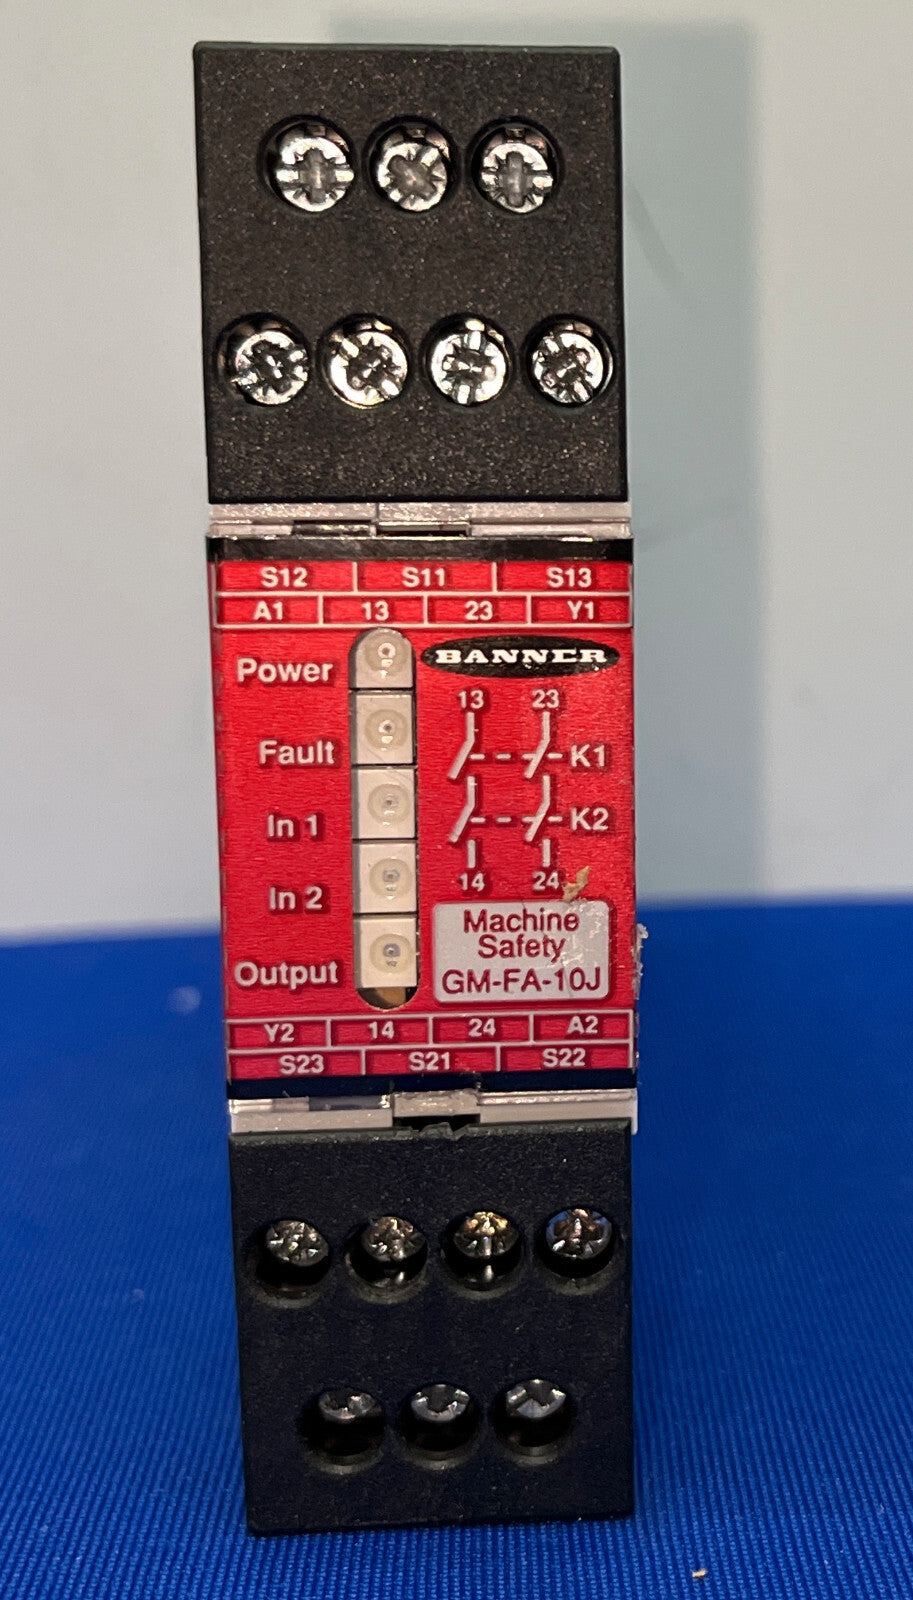 S12 S11 S13
A1 13 23 Y1
Power
BANNER
13 23
Fault
K1
In 1
K2
In 2
14 24
Machine
Safety
GM-FA-10J
Output
Y2 14 24 A2
S23 S21 S22